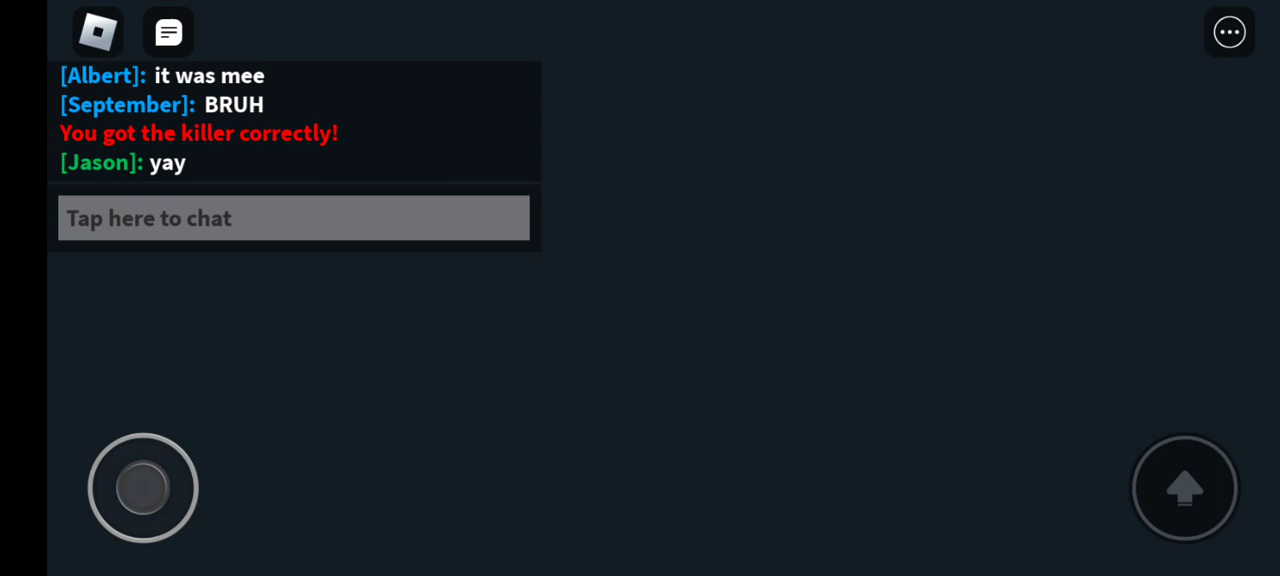 [Albert]: it was mee
[September]: BRUH
You got the killer correctly!
[Jason]: yay
Tap here to chat